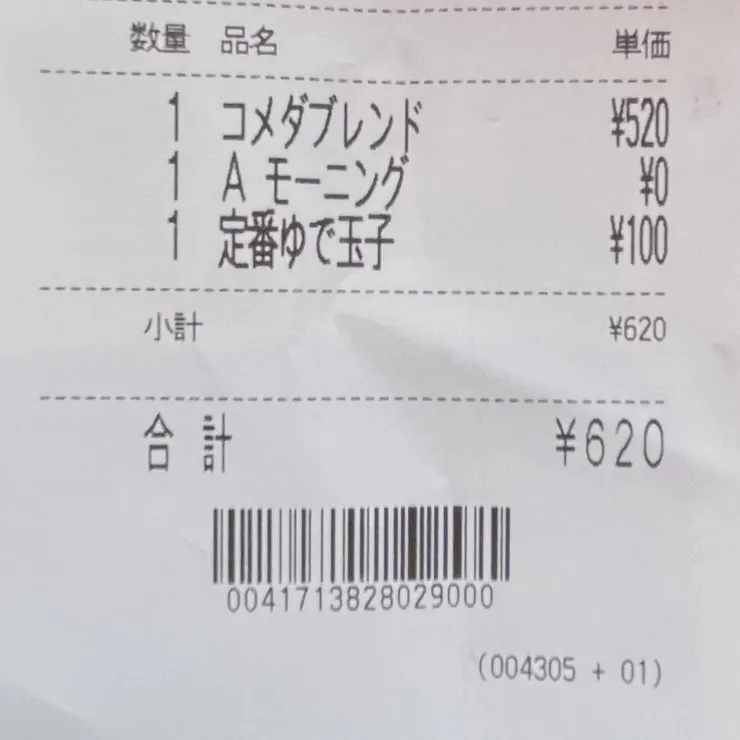 数量 品名 単価
1 コメダブレンド ¥520
1 A モーニング ¥0
1 定番ゆで玉子 ¥100
小計 ¥620
合 計 ¥620
0041713828029000
(004305 + 01)